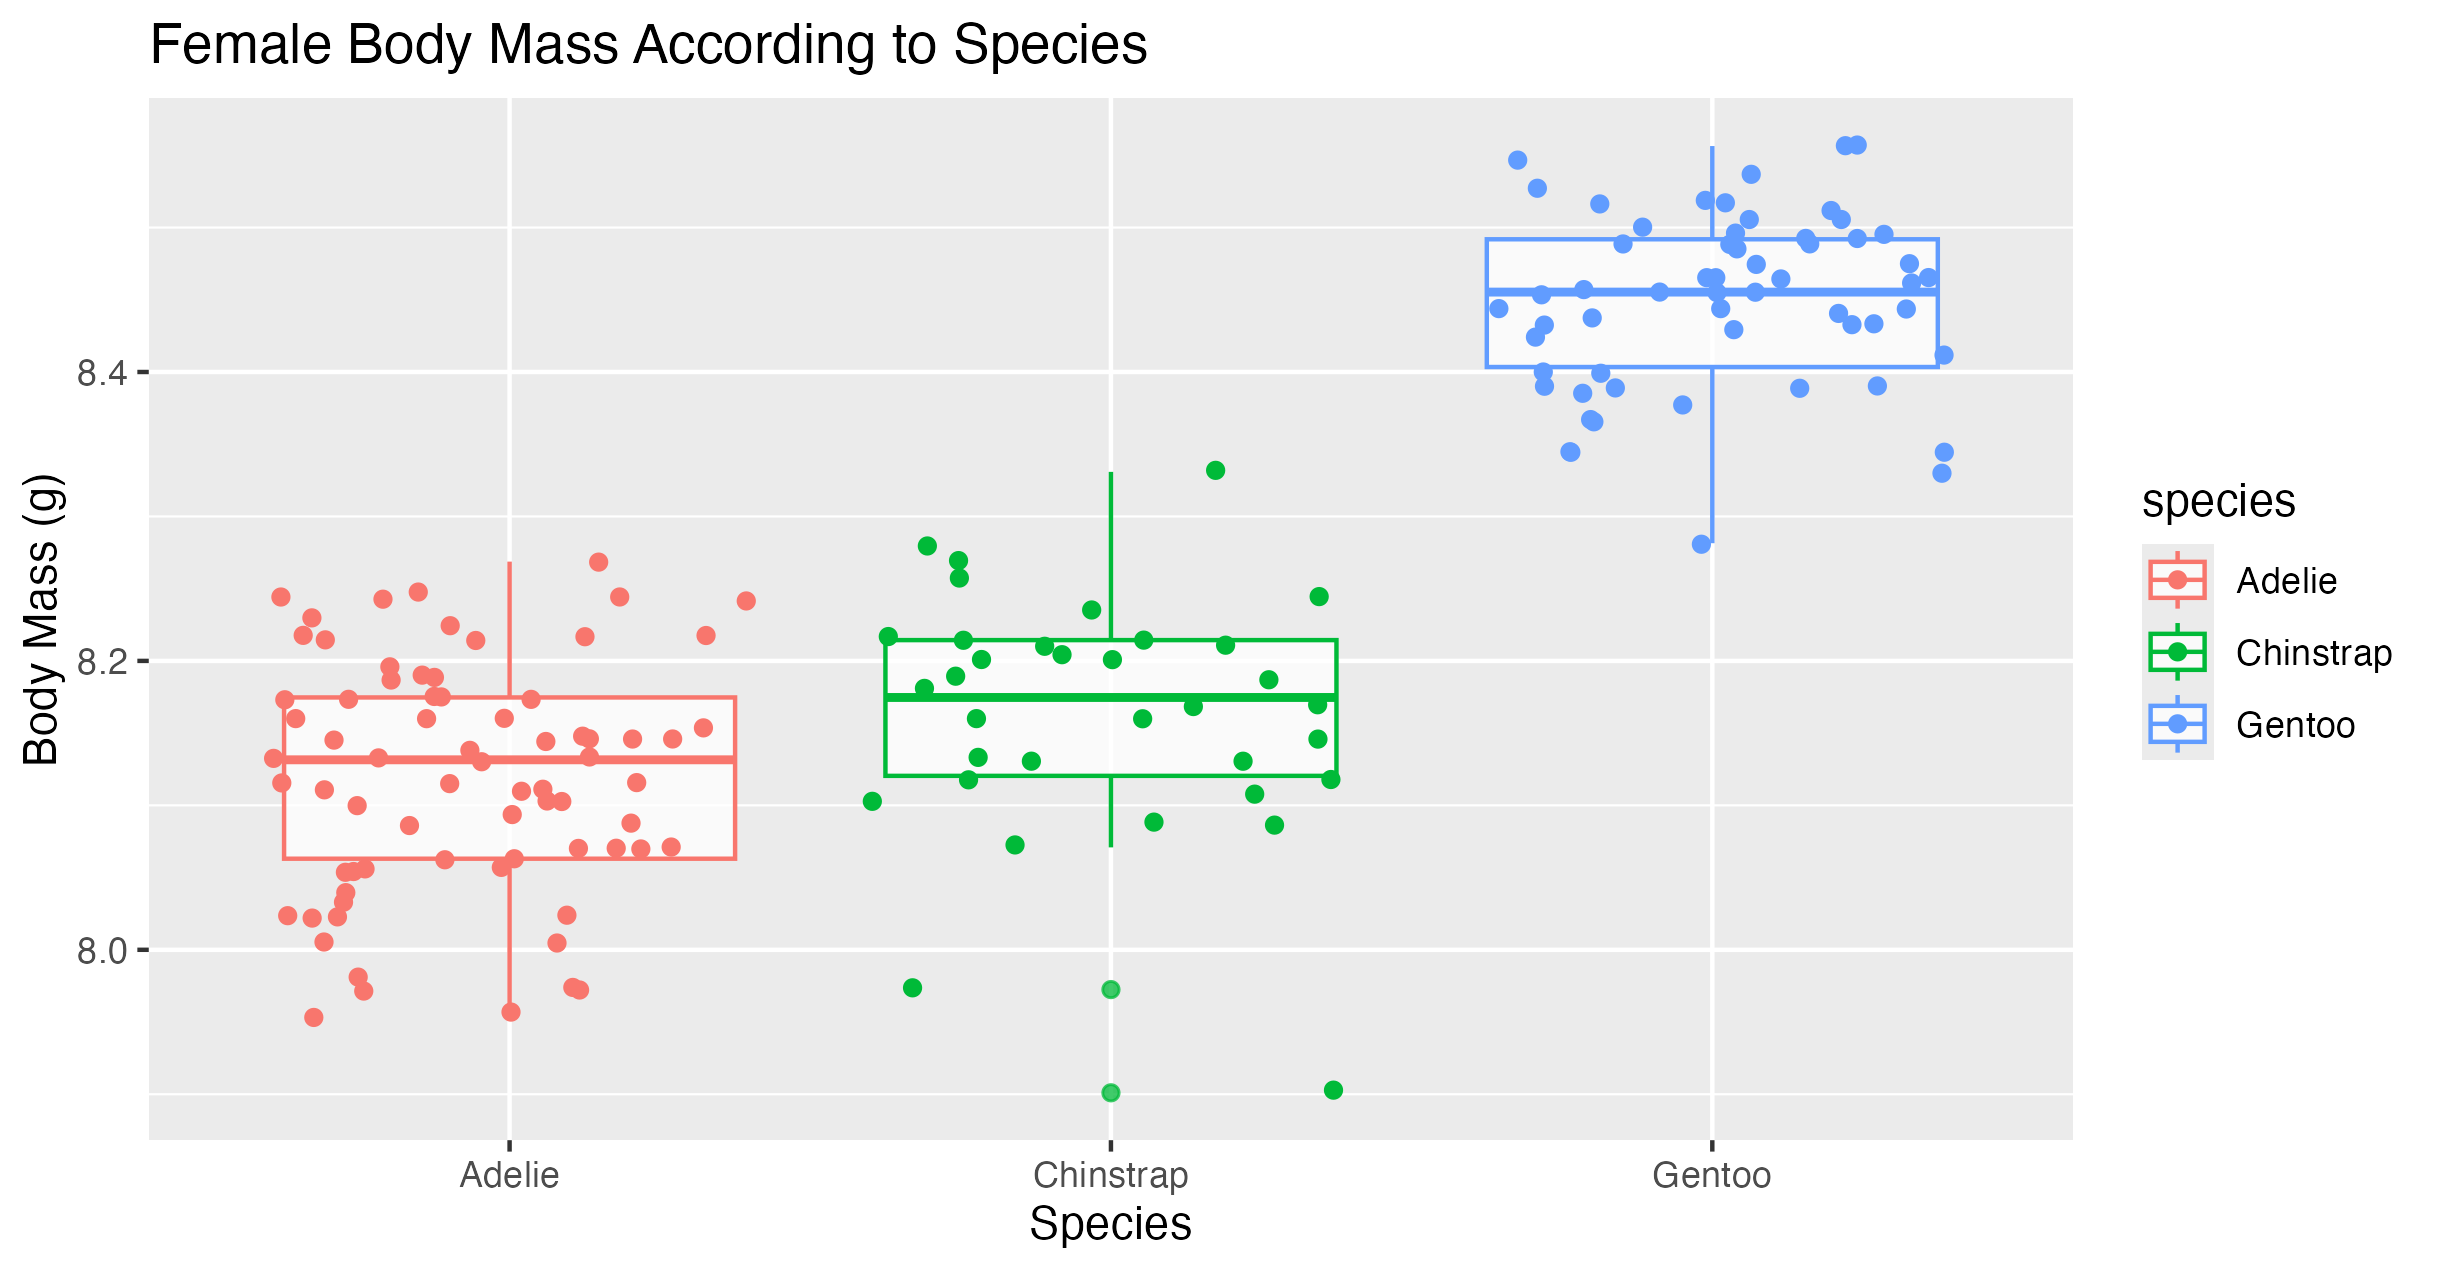 Female Body Mass According to Species
Body Mass (g)
8.4
8.2
8.0
Adelie Chinstrap Gentoo
Species
species
Adelie
Chinstrap
Gentoo